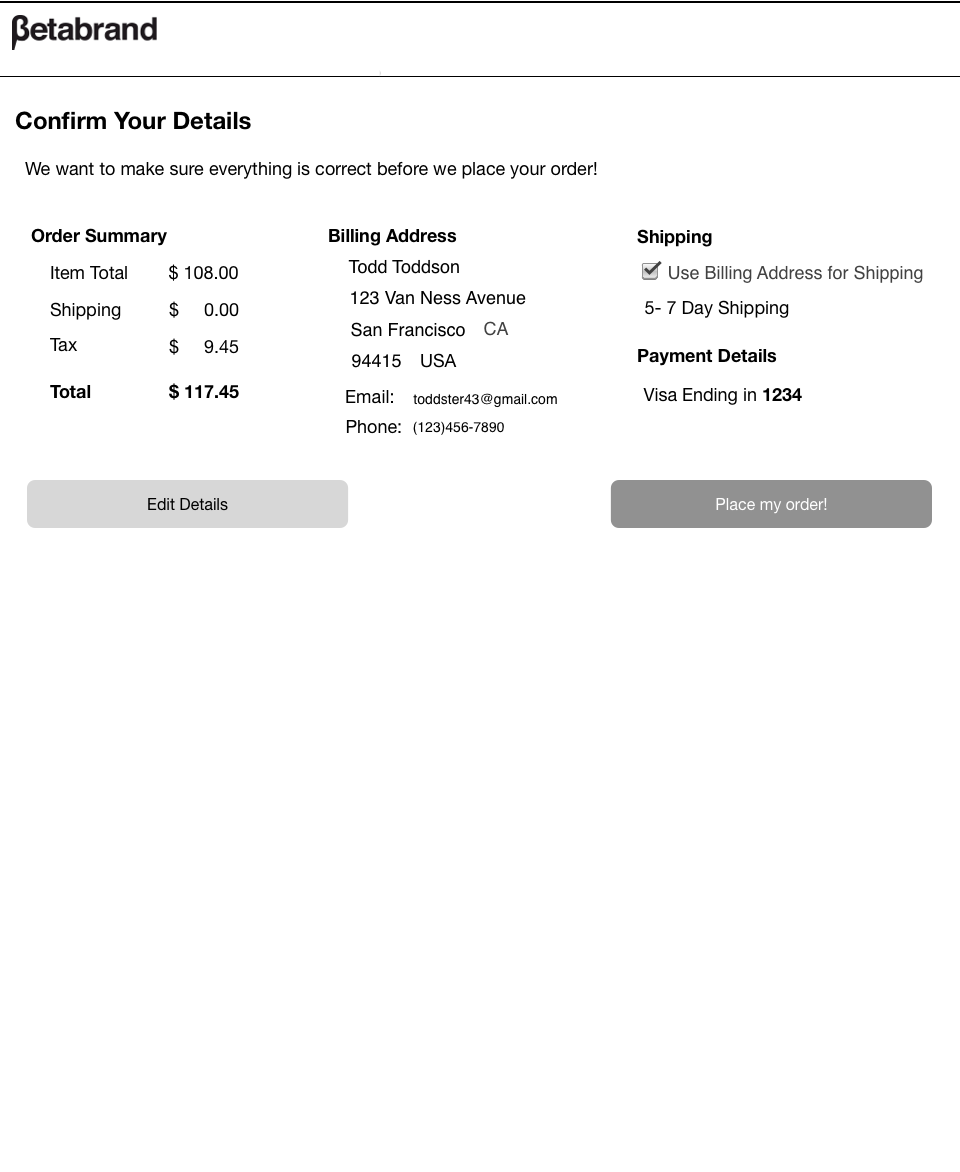 βetabrand
Confirm Your Details
We want to make sure everything is correct before we place your order!
Order Summary
Item Total $ 108.00
Shipping $ 0.00
Tax $ 9.45
Total $ 117.45
Billing Address
Todd Toddson
123 Van Ness Avenue
San Francisco CA
94415 USA
Email: toddster43@gmail.com
Phone: (123)456-7890
Shipping
Use Billing Address for Shipping
5- 7 Day Shipping
Payment Details
Visa Ending in 1234
Edit Details
Place my order!